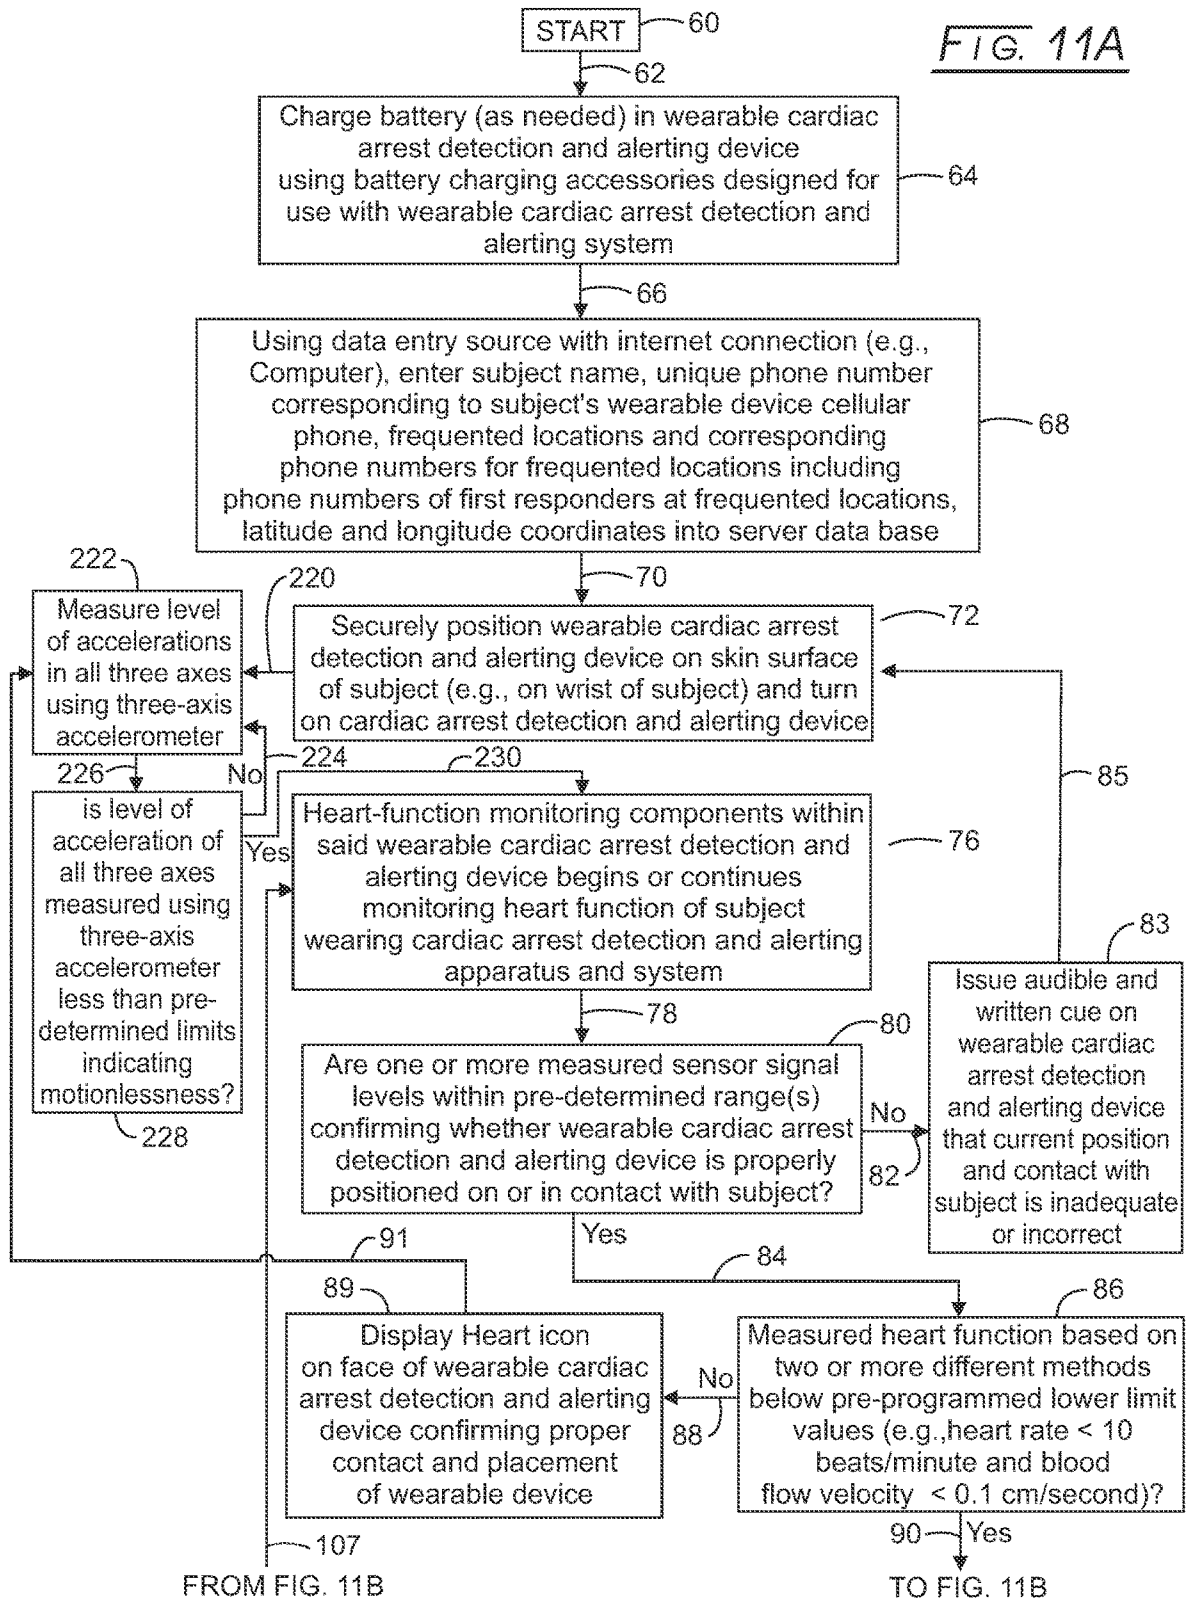 START
60
FIG. 11A
62
Charge battery (as needed) in wearable cardiac
arrest detection and alerting device
using battery charging accessories designed for
use with wearable cardiac arrest detection and
alerting system
64
66
Using data entry source with internet connection (e.g.,
Computer), enter subject name, unique phone number
corresponding to subject's wearable device cellular
phone, frequented locations and corresponding
phone numbers for frequented locations including
phone numbers of first responders at frequented locations,
latitude and longitude coordinates into server data base
68
70
222
220
Measure level
of accelerations
in all three axes
using three-axis
accelerometer
Securely position wearable cardiac arrest
detection and alerting device on skin surface
of subject (e.g., on wrist of subject) and turn
on cardiac arrest detection and alerting device
72
226
No
224
230
85
is level of
acceleration of
all three axes
measured using
three-axis
accelerometer
less than pre-
determined limits
indicating
motionlessness?
228
Yes
Heart-function monitoring components within
said wearable cardiac arrest detection and
alerting device begins or continues
monitoring heart function of subject
wearing cardiac arrest detection and alerting
apparatus and system
76
78
80
Are one or more measured sensor signal
levels within pre-determined range(s)
confirming whether wearable cardiac arrest
detection and alerting device is properly
positioned on or in contact with subject?
No
82
83
Issue audible and
written cue on
wearable cardiac
arrest detection
and alerting device
that current position
and contact with
subject is inadequate
or incorrect
Yes
84
91
89
Display Heart icon
on face of wearable cardiac
arrest detection and alerting
device confirming proper
contact and placement
of wearable device
No
88
86
Measured heart function based on
two or more different methods
below pre-programmed lower limit
values (e.g.,heart rate < 10
beats/minute and blood
flow velocity < 0.1 cm/second)?
107
FROM FIG. 11B
90
Yes
TO FIG. 11B